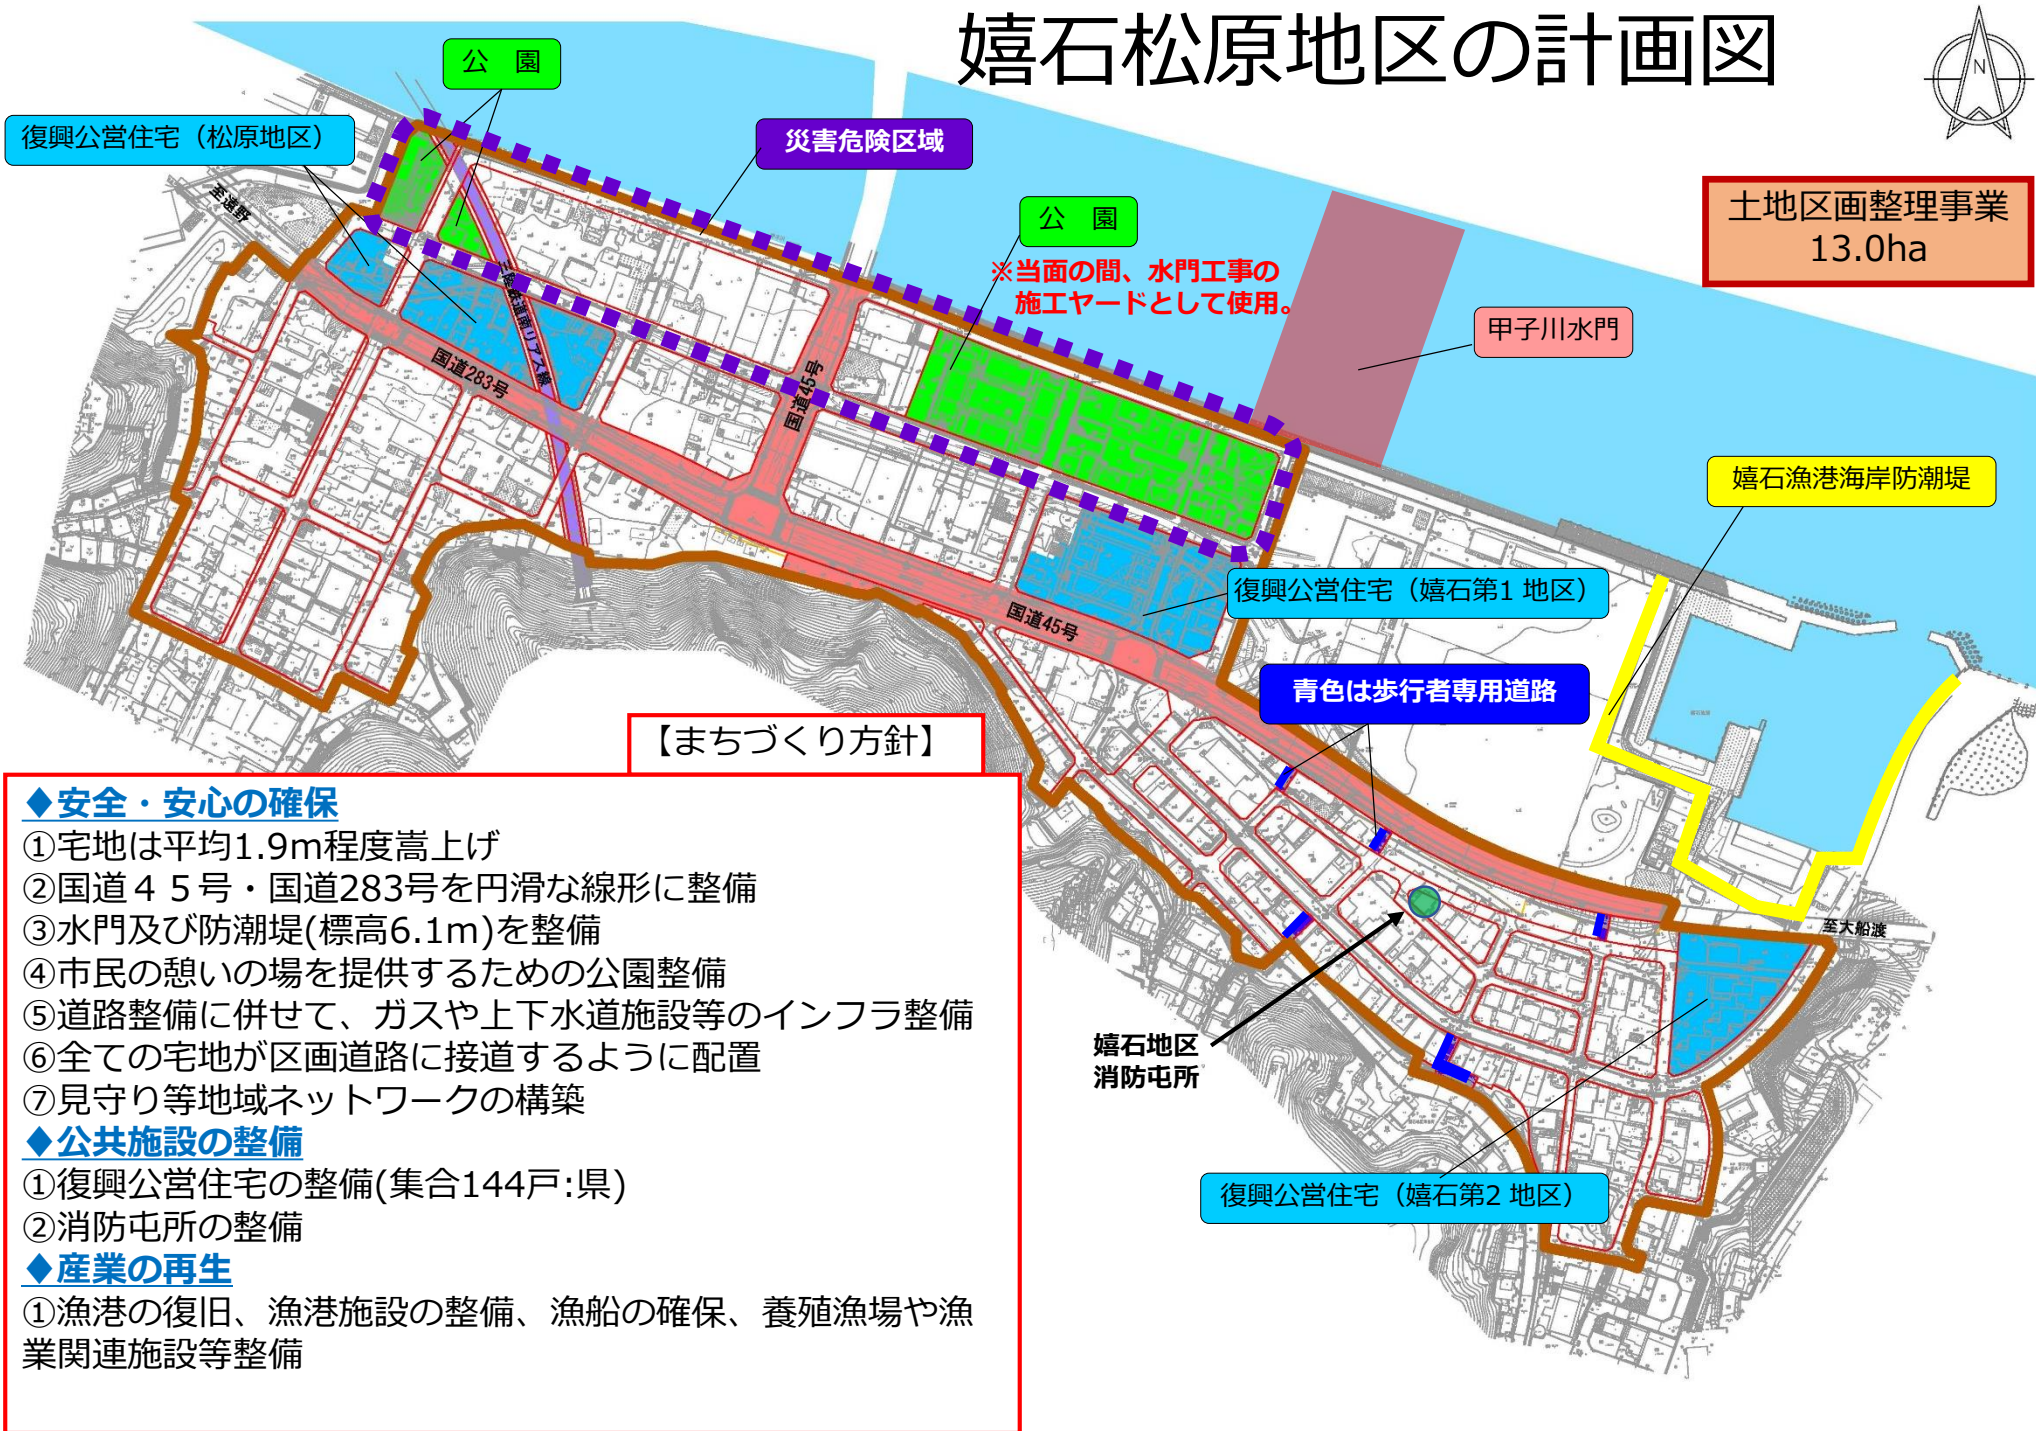 嬉石松原地区の計画図
N
公　園
復興公営住宅（松原地区）
災害危険区域
公　園
※当面の間、水門工事の
施工ヤードとして使用。
土地区画整理事業
13.0ha
甲子川水門
嬉石漁港海岸防潮堤
至遠野
三陸鉄道南リアス線
国道283号
国道45号
国道45号
復興公営住宅（嬉石第1 地区）
青色は歩行者専用道路
至大船渡
嬉石地区
消防屯所
復興公営住宅（嬉石第2 地区）
【まちづくり方針】
◆安全・安心の確保
①宅地は平均1.9m程度嵩上げ
②国道４５号・国道283号を円滑な線形に整備
③水門及び防潮堤(標高6.1m)を整備
④市民の憩いの場を提供するための公園整備
⑤道路整備に併せて、ガスや上下水道施設等のインフラ整備
⑥全ての宅地が区画道路に接道するように配置
⑦見守り等地域ネットワークの構築
◆公共施設の整備
①復興公営住宅の整備(集合144戸:県)
②消防屯所の整備
◆産業の再生
①漁港の復旧、漁港施設の整備、漁船の確保、養殖漁場や漁
業関連施設等整備